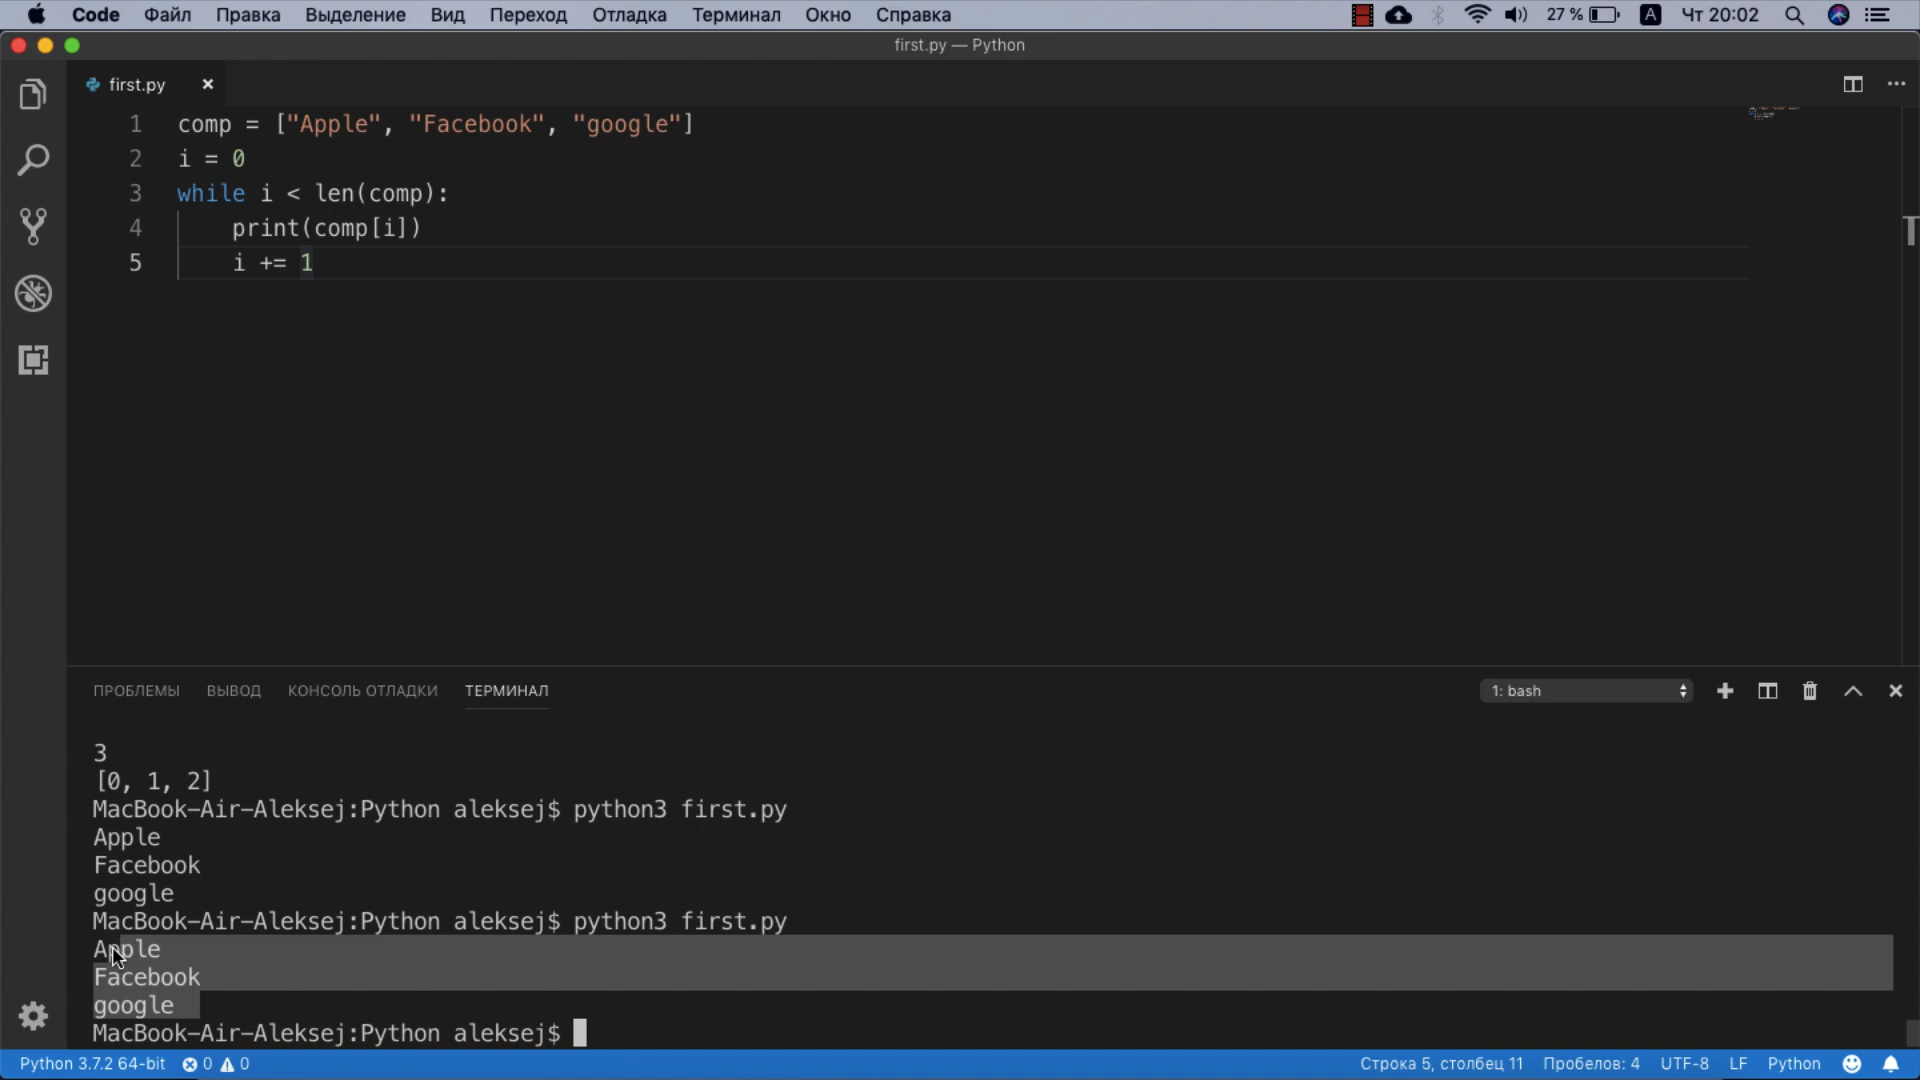 Code Файл Правка Выделение Вид Переход Отладка Терминал Окно Справка 27 % A Чт 20:02
first.py — Python
first.py
1 comp = ["Apple", "Facebook", "google"]
2 i = 0
3 while i < len(comp):
4 print(comp[i])
5 i += 1
ПРОБЛЕМЫ ВЫВОД КОНСОЛЬ ОТЛАДКИ ТЕРМИНАЛ 1: bash
3
[0, 1, 2]
MacBook-Air-Aleksej:Python aleksej$ python3 first.py
Apple
Facebook
google
MacBook-Air-Aleksej:Python aleksej$ python3 first.py
Apple
Facebook
google
MacBook-Air-Aleksej:Python aleksej$
Python 3.7.2 64-bit 0 0 Строка 5, столбец 11 Пробелов: 4 UTF-8 LF Python